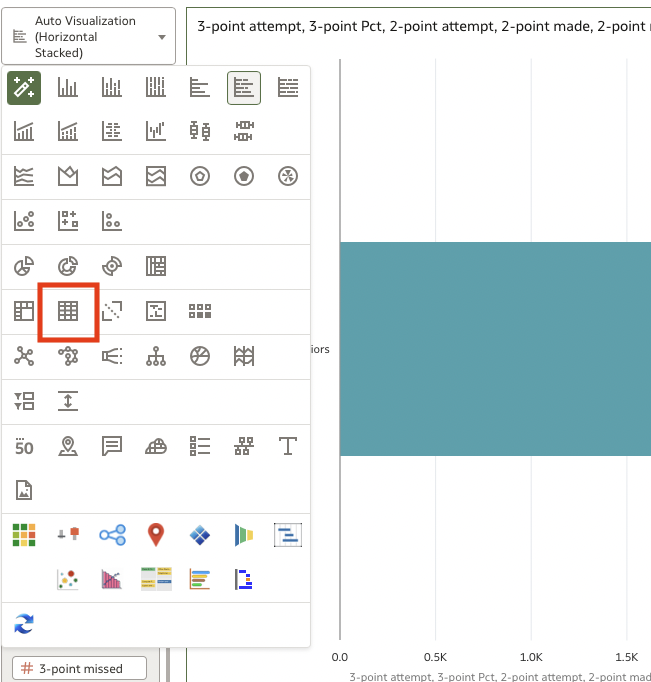 Auto Visualization
(Horizontal
Stacked)
3-point attempt, 3-point Pct, 2-point attempt, 2-point made, 2-point
50
iors
0.0
0.5K
1.0K
1.5K
3-point attempt, 3-point Pct, 2-point attempt, 2-point mad
3-point missed